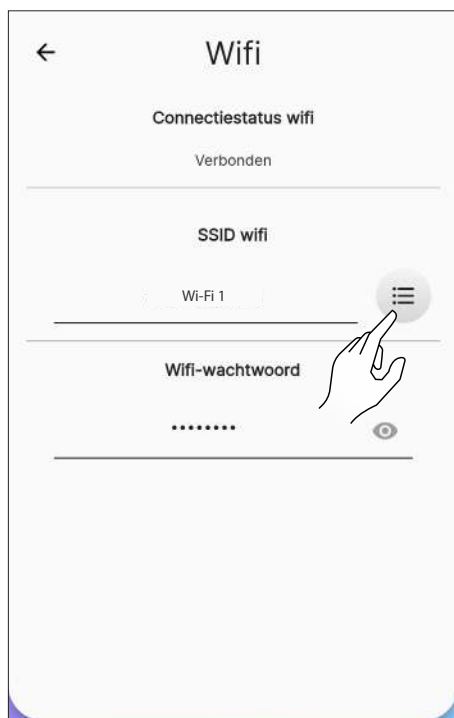 Wifi
Connectiestatus wifi
Verbonden
SSID wifi
Wi-Fi 1
Wifi-wachtwoord
••••••••